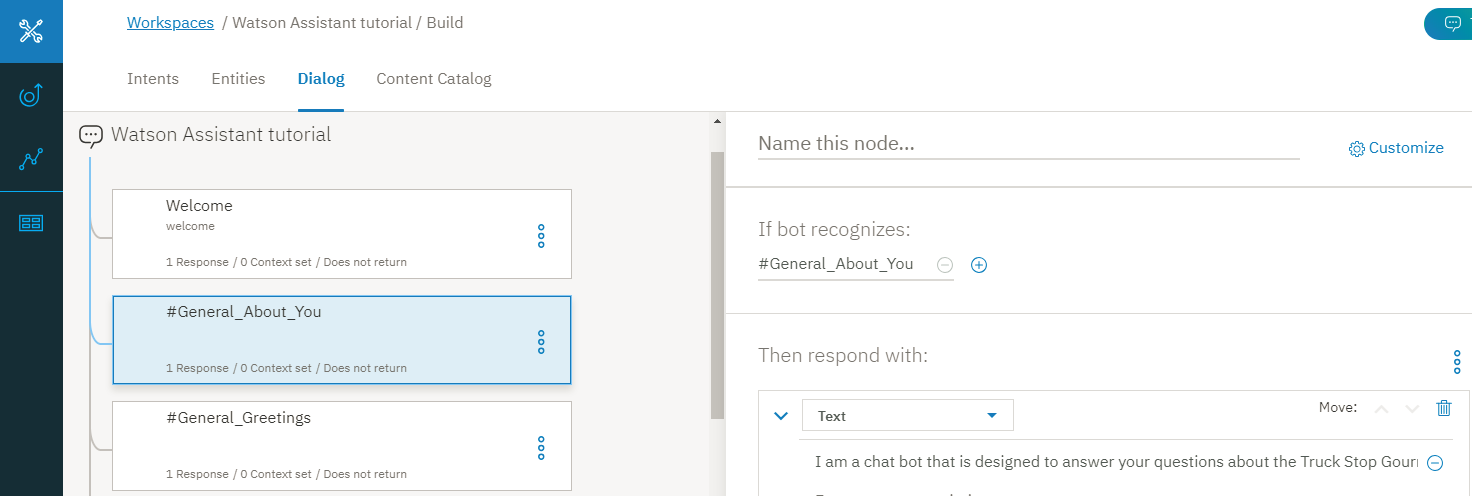 Workspaces / Watson Assistant tutorial / Build
Intents Entities Dialog Content Catalog
Watson Assistant tutorial
Welcome
welcome
1 Response / 0 Context set / Does not return
#General_About_You
1 Response / 0 Context set / Does not return
#General_Greetings
1 Response / 0 Context set / Does not return
Name this node...
Customize
If bot recognizes:
#General_About_You
Then respond with:
Text
Move:
I am a chat bot that is designed to answer your questions about the Truck Stop